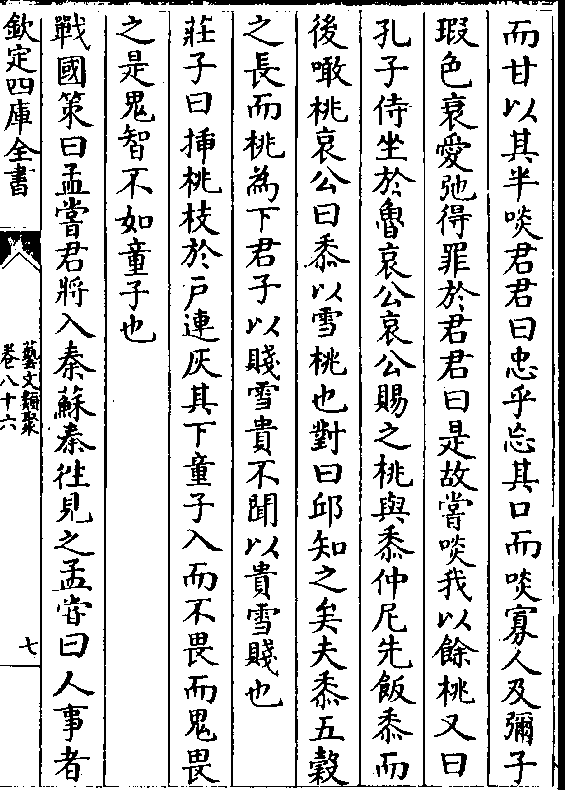 而甘以其半啖君君曰忠乎忘其口而啖寡人及彌子
瑕色衰愛弛得罪於君君曰是故嘗啖我以餘桃又曰
孔子侍坐於魯哀公哀公賜之桃與黍仲尼先飯黍而
後噉桃哀公曰黍以雪桃也對曰邱知之矣夫黍五穀
之長而桃為下君子以賤雪貴不聞以貴雪賤也
莊子曰揷桃枝於戶連灰其下童子入而不畏而鬼畏
之是鬼智不如童子也
戰國策曰孟嘗君將入秦蘇秦徃見之孟甞曰人事者
欽定四庫全書
藝文類聚
卷八十六
七